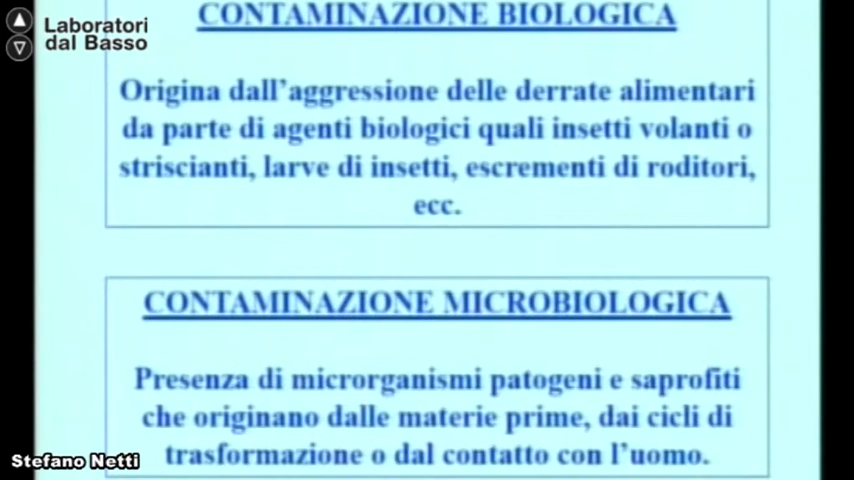 Laboratori
dal Basso
CONTAMINAZIONE BIOLOGICA
Origina dall'aggressione delle derrate alimentari
da parte di agenti biologici quali insetti volanti o
striscianti, larve di insetti, escrementi di roditori,
ecc.
CONTAMINAZIONE MICROBIOLOGICA
Presenza di microrganismi patogeni e saprofiti
che originano dalle materie prime, dai cicli di
trasformazione o dal contatto con l'uomo.
Stefano Netti